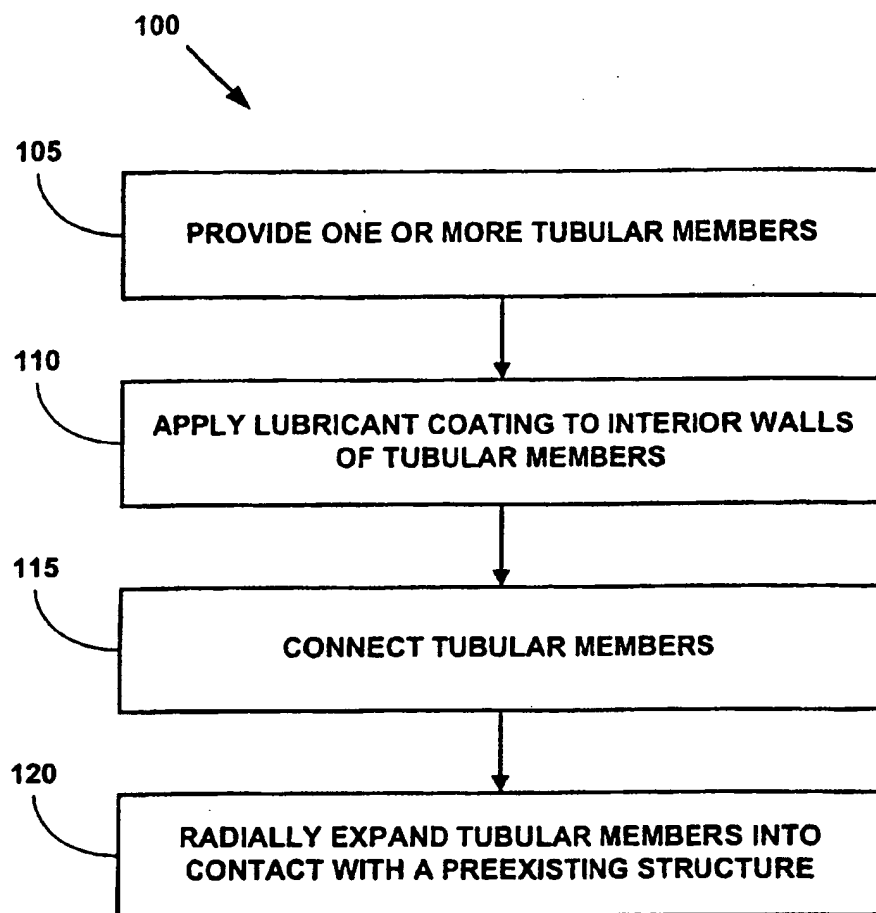 100
105
PROVIDE ONE OR MORE TUBULAR MEMBERS
110
APPLY LUBRICANT COATING TO INTERIOR WALLS
OF TUBULAR MEMBERS
115
CONNECT TUBULAR MEMBERS
120
RADIALLY EXPAND TUBULAR MEMBERS INTO
CONTACT WITH A PREEXISTING STRUCTURE